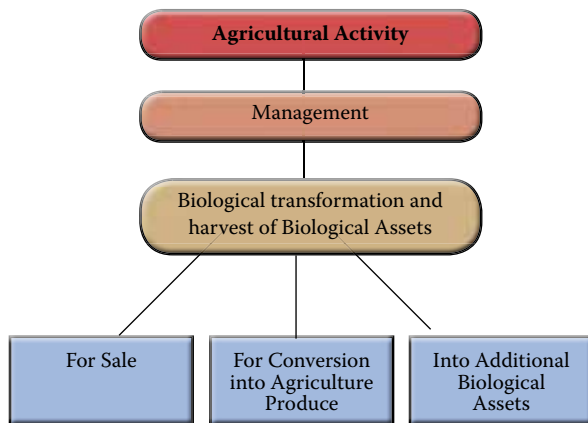 Agricultural Activity
Management
Biological transformation and
harvest of Biological Assets
For Sale
For Conversion
into Agriculture
Produce
Into Additional
Biological
Assets